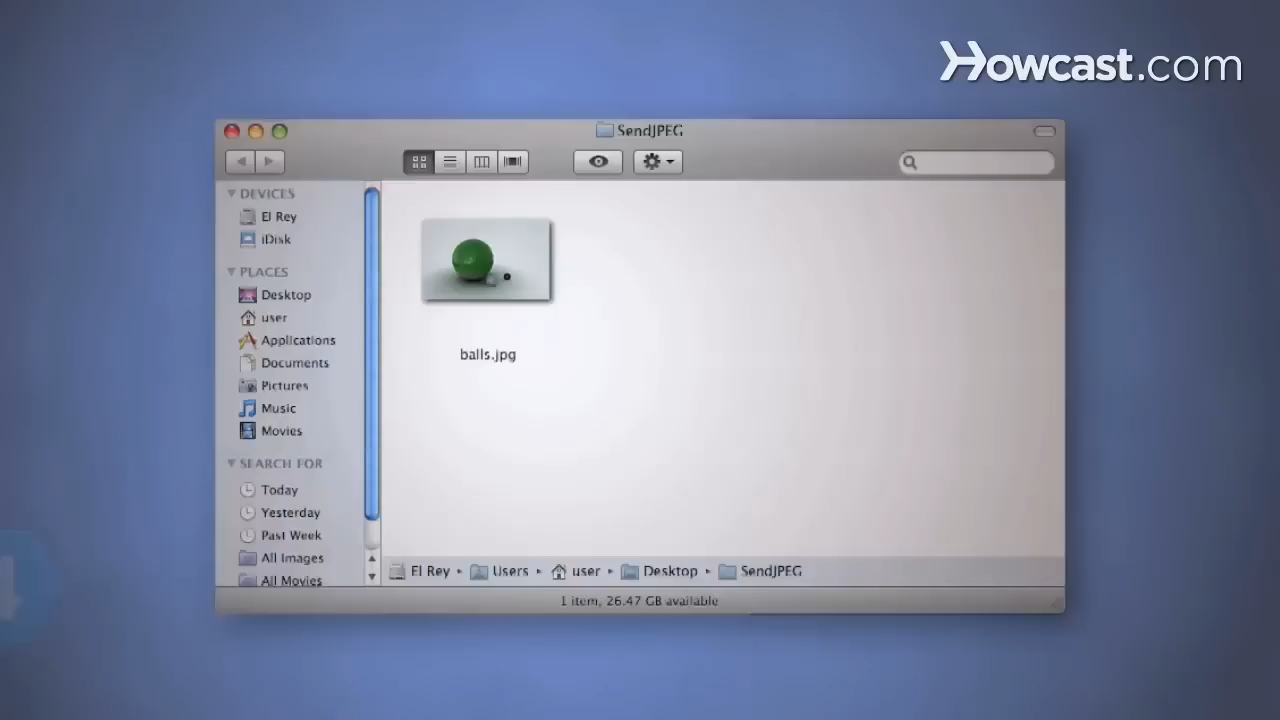 Howcast.com
SendJPEG
DEVICES
El Rey
iDisk
PLACES
Desktop
user
Applications
Documents
Pictures
Music
Movies
SEARCH FOR
Today
Yesterday
Past Week
All Images
All Movies
balls.jpg
El Rey Users user Desktop SendJPEG
1 item, 26.47 GB available